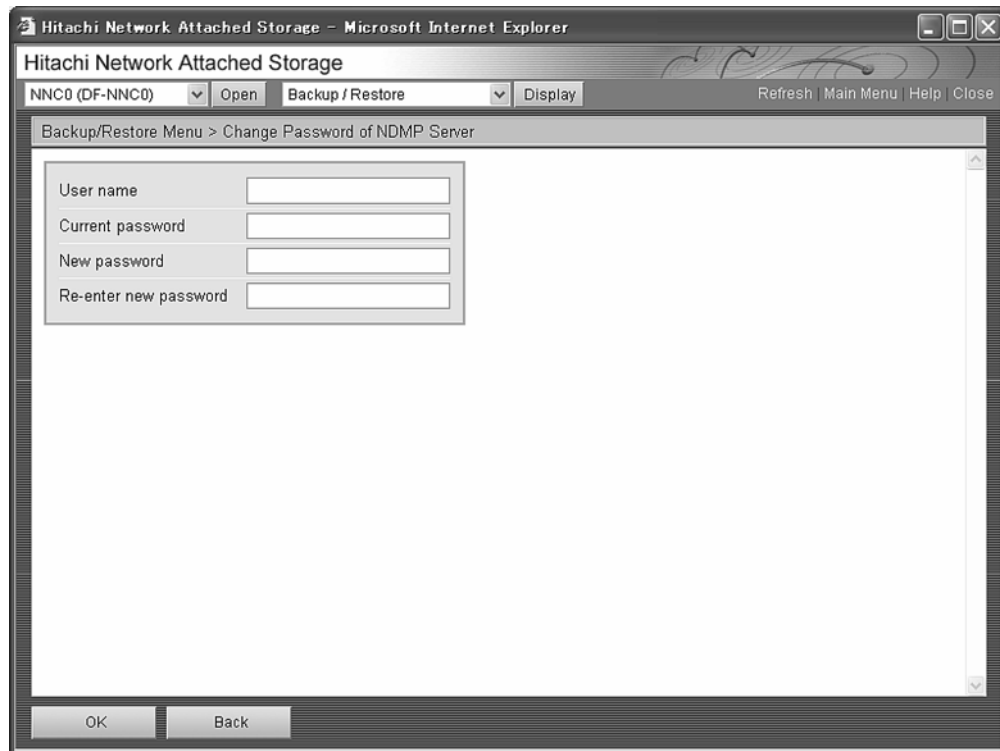 Hitachi Network Attached Storage - Microsoft Internet Explorer
Hitachi Network Attached Storage
NNC0 (DF-NNC0) Open Backup / Restore Display Refresh | Main Menu | Help | Close
Backup/Restore Menu > Change Password of NDMP Server
User name
Current password
New password
Re-enter new password
OK Back